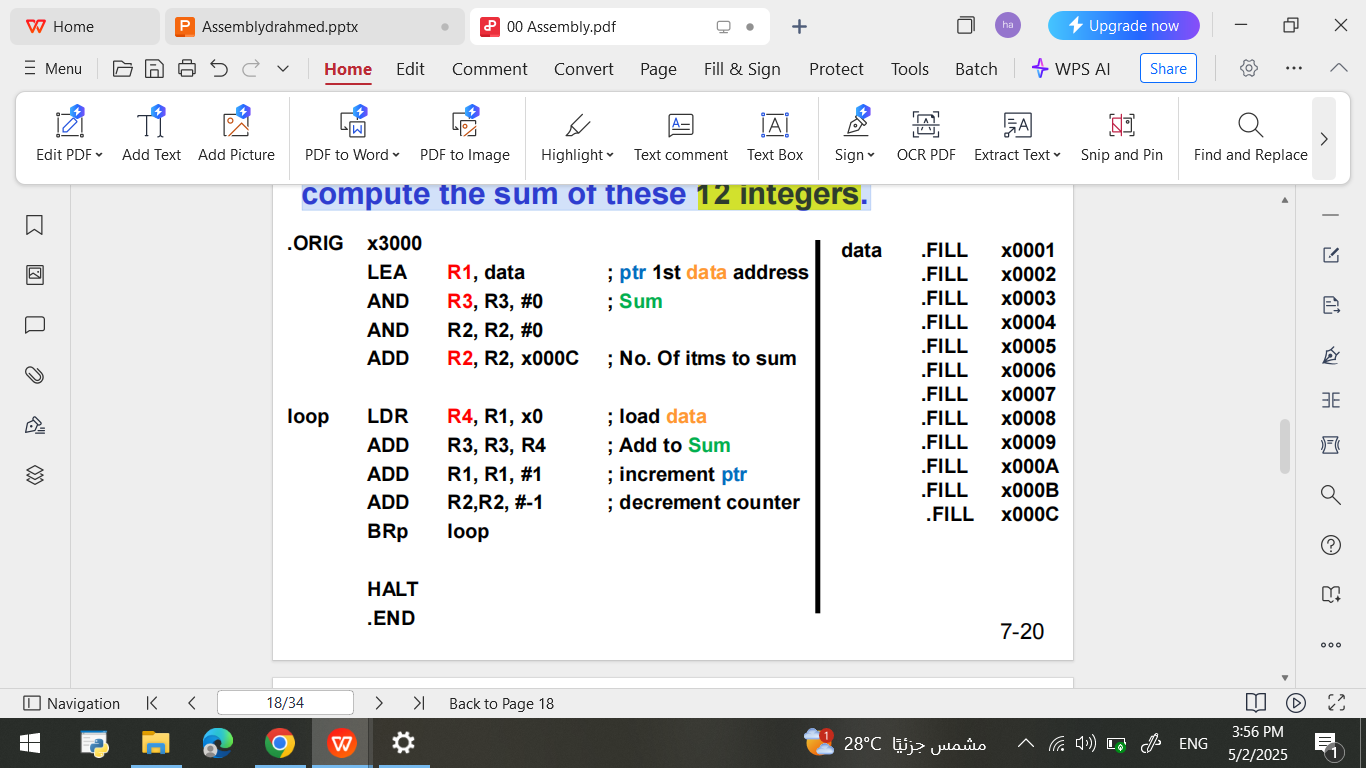 Home
Assemblydrahmed.pptx
00 Assembly.pdf
ha
Upgrade now
Menu
Home
Edit
Comment
Convert
Page
Fill & Sign
Protect
Tools
Batch
WPS AI
Share
Edit PDF
Add Text
Add Picture
PDF to Word
PDF to Image
Highlight
Text comment
Text Box
Sign
OCR PDF
Extract Text
Snip and Pin
Find and Replace
compute the sum of these 12 integers.
.ORIG x3000
LEA R1, data ; ptr 1st data address
AND R3, R3, #0 ; Sum
AND R2, R2, #0
ADD R2, R2, x000C ; No. Of itms to sum
loop LDR R4, R1, x0 ; load data
ADD R3, R3, R4 ; Add to Sum
ADD R1, R1, #1 ; increment ptr
ADD R2,R2, #-1 ; decrement counter
BRp loop
HALT
.END
data .FILL x0001
.FILL x0002
.FILL x0003
.FILL x0004
.FILL x0005
.FILL x0006
.FILL x0007
.FILL x0008
.FILL x0009
.FILL x000A
.FILL x000B
.FILL x000C
7-20
Navigation
18/34
Back to Page 18
1
28°C مشمس جزئيًا
ENG
3:56 PM
5/2/2025
1